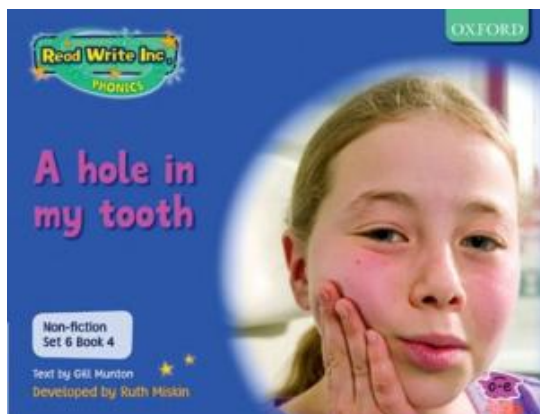 OXFORD
Read Write Inc.
PHONICS
A hole in
my tooth
Non-fiction
Set 6 Book 4
Text by Gill Munton
Developed by Ruth Miskin
o-e